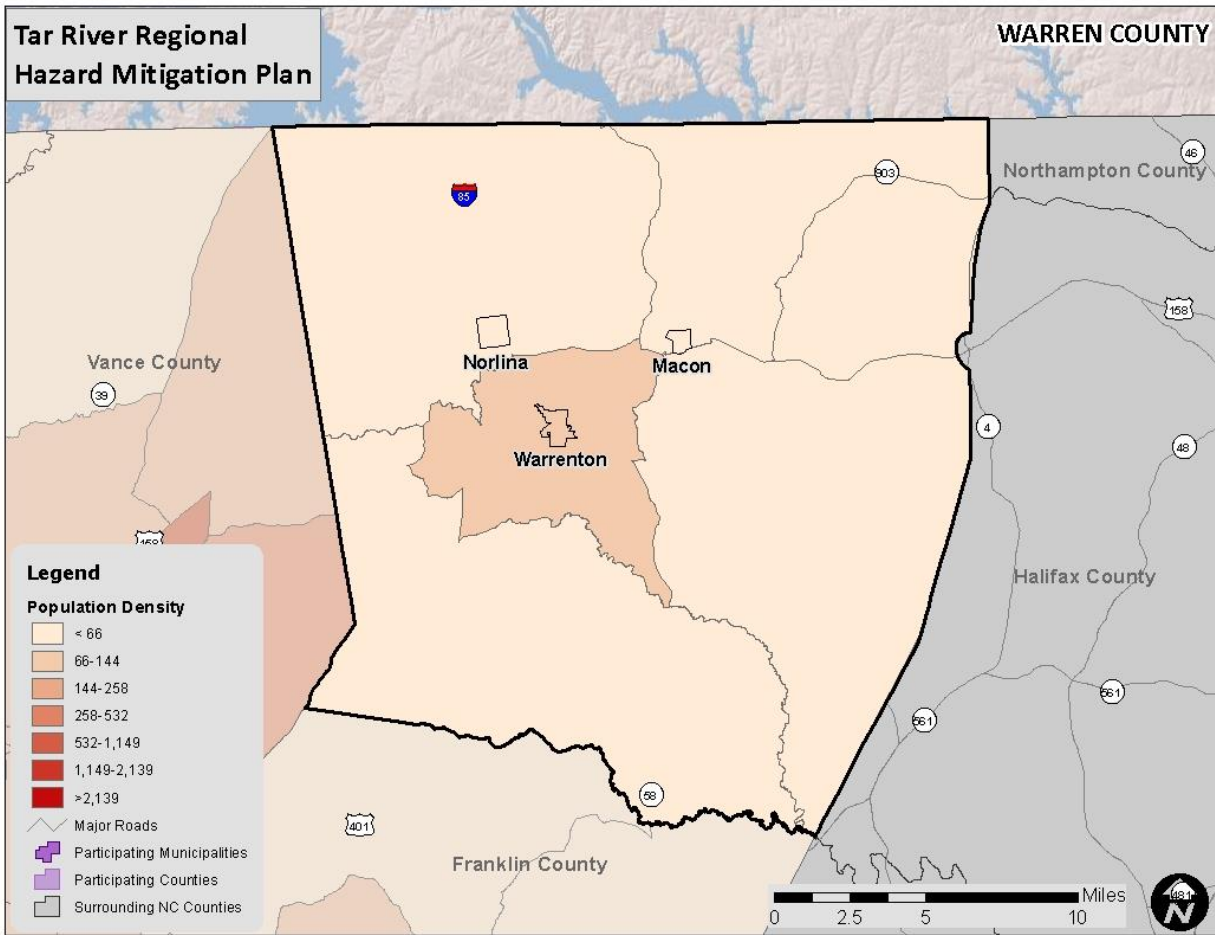 Tar River Regional
Hazard Mitigation Plan
WARREN COUNTY
Northampton County
46
903
85
158
Vance County
39
Norlina
Macon
Warrenton
4
48
158
Halifax County
561
561
58
401
Franklin County
Legend
Population Density
< 66
66-144
144-258
258-532
532-1,149
1,149-2,139
>2,139
Major Roads
Participating Municipalities
Participating Counties
Surrounding NC Counties
Miles
0 2.5 5 10
481
N